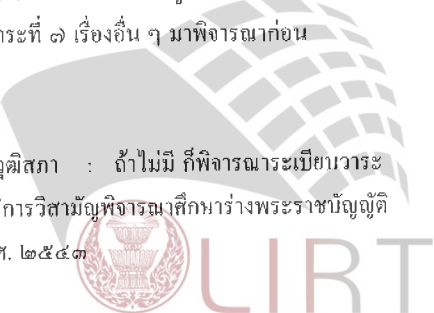 ระที่ ๗ เรื่องอื่น ๆ มาพิจารณาก่อน
วุฒิสภา : ถ้าไม่มี ก็พิจารณาระเบียบวาระ
การวิสามัญพิจารณาศึกษาร่างพระราชบัญญัติ
ศ. ๒๕๔๓
LIRT